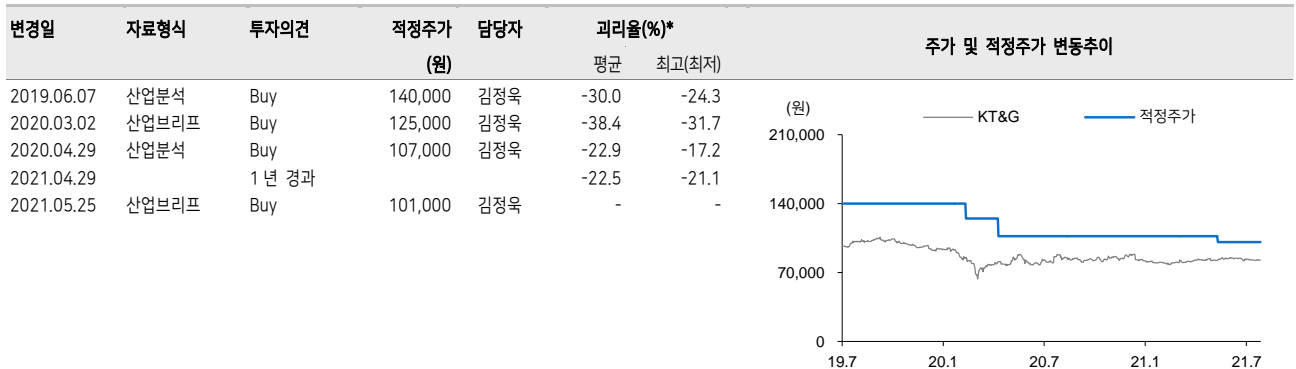 변경일 자료형식 투자의견 적정주가 담당자 괴리율(%)* 주가 및 적정주가 변동추이
(원) 평균 최고(최저)
2019.06.07 산업분석 Buy 140,000 김정욱 -30.0 -24.3
2020.03.02 산업브리프 Buy 125,000 김정욱 -38.4 -31.7
2020.04.29 산업분석 Buy 107,000 김정욱 -22.9 -17.2
2021.04.29 1년 경과 -22.5 -21.1
2021.05.25 산업브리프 Buy 101,000 김정욱 - -
(원) KT&G 적정주가
210,000
140,000
70,000
0
19.7 20.1 20.7 21.1 21.7